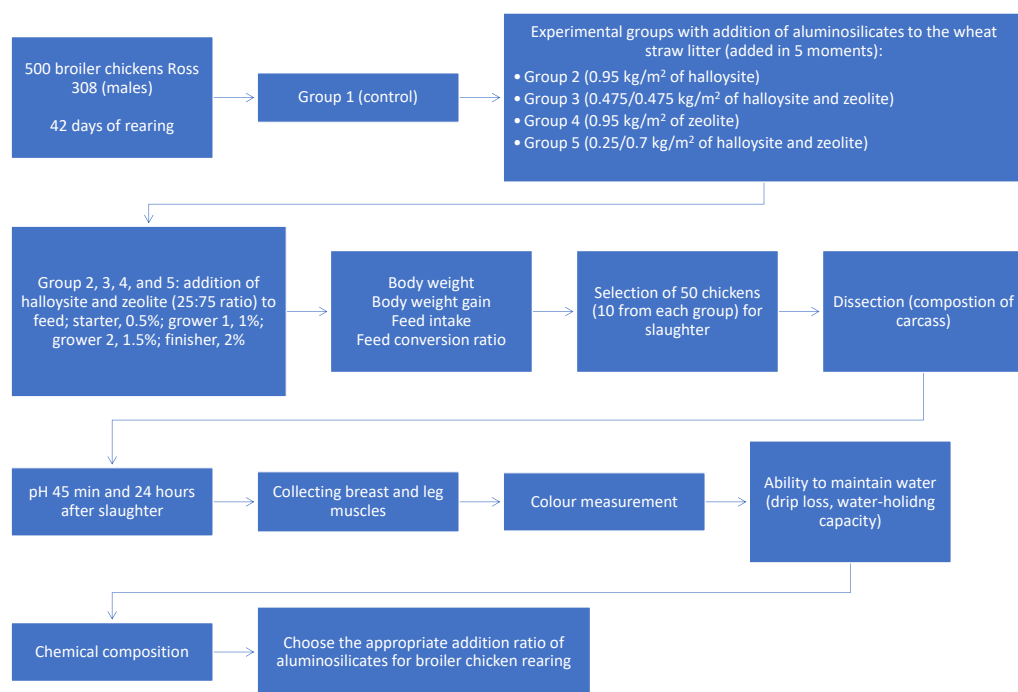 500 broiler chickens Ross
308 (males)
42 days of rearing
Group 1 (control)
Experimental groups with addition of aluminosilicates to the wheat
straw litter (added in 5 moments):
• Group 2 (0.95 kg/m² of halloysite)
• Group 3 (0.475/0.475 kg/m² of halloysite and zeolite)
• Group 4 (0.95 kg/m² of zeolite)
• Group 5 (0.25/0.7 kg/m² of halloysite and zeolite)
Group 2, 3, 4, and 5: addition of
halloysite and zeolite (25:75 ratio) to
feed; starter, 0.5%; grower 1, 1%;
grower 2, 1.5%; finisher, 2%
Body weight
Body weight gain
Feed intake
Feed conversion ratio
Selection of 50 chickens
(10 from each group) for
slaughter
Dissection (compostion of
carcass)
pH 45 min and 24 hours
after slaughter
Collecting breast and leg
muscles
Colour measurement
Ability to maintain water
(drip loss, water-holidng
capacity)
Chemical composition
Choose the appropriate addition ratio of
aluminosilicates for broiler chicken rearing